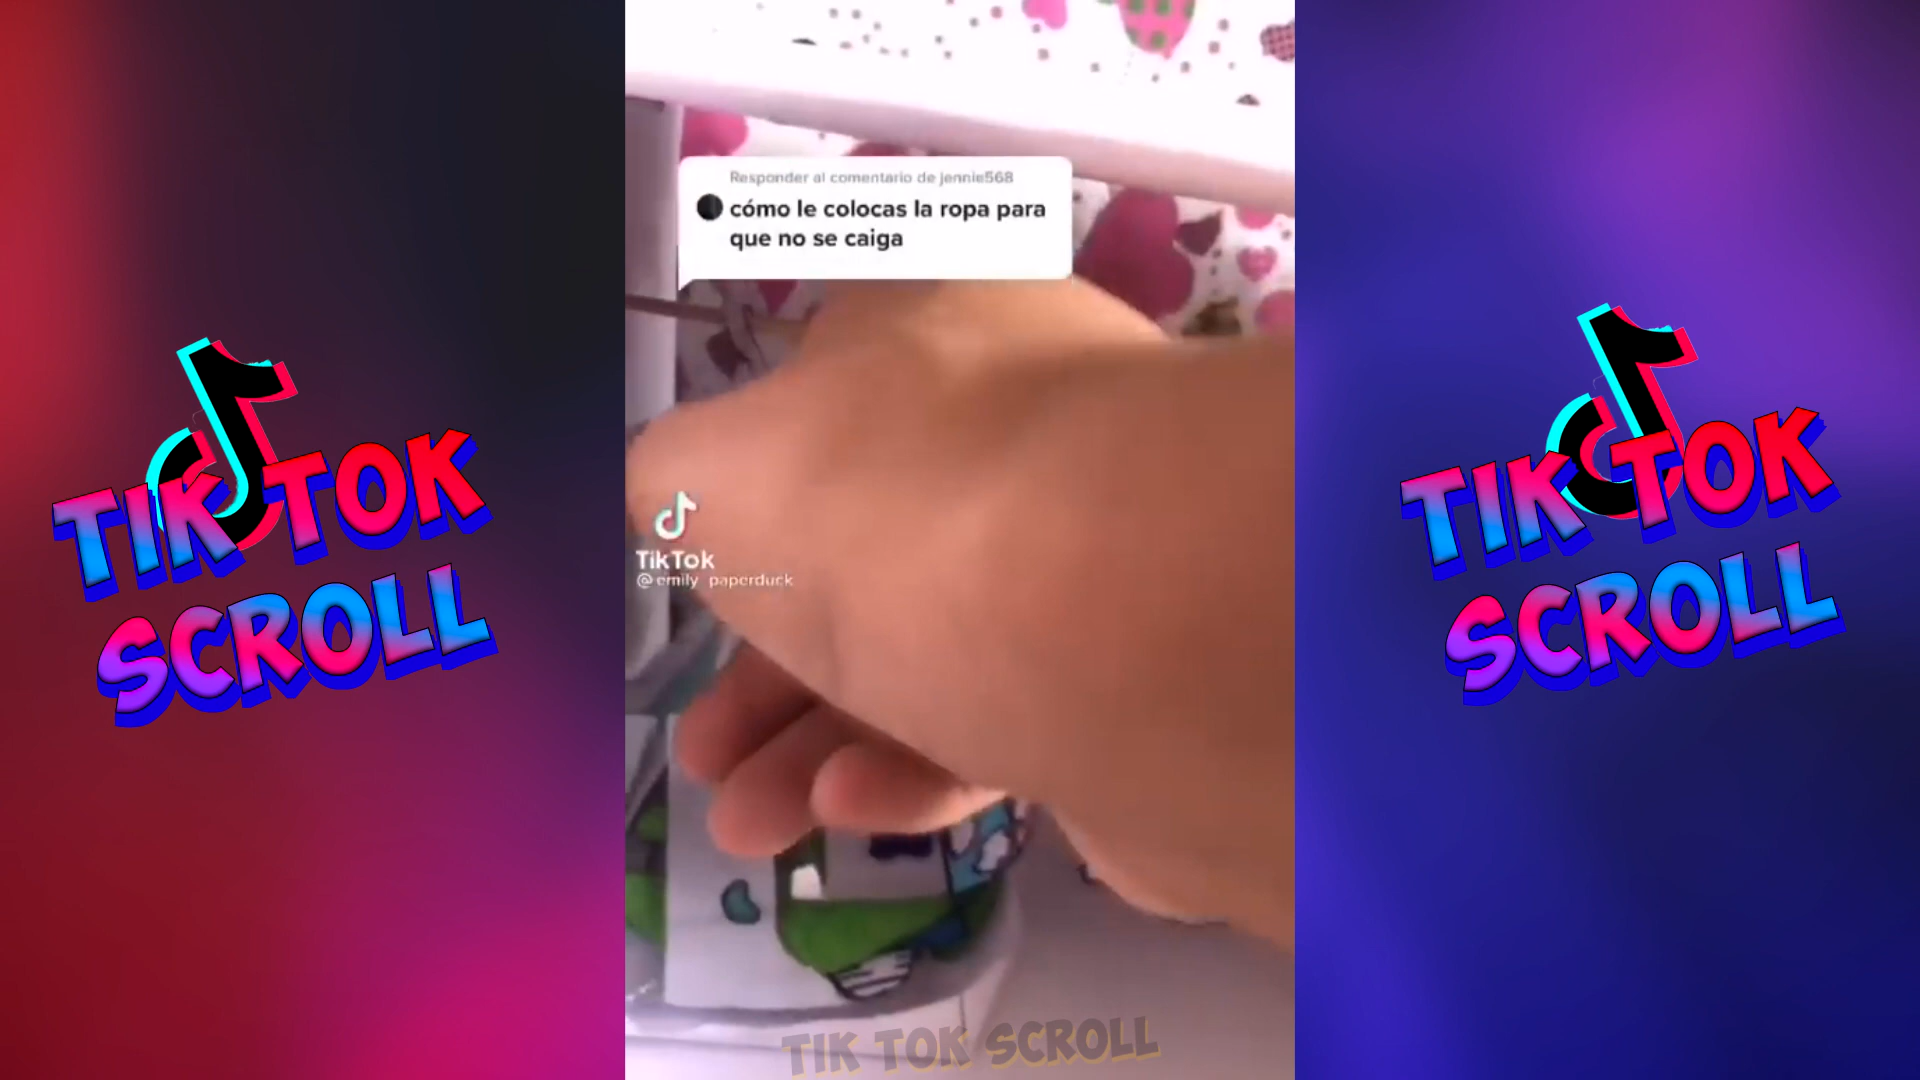 Responder al comentario de jennie568
cómo le colocas la ropa para
que no se caiga
TIK TOK
SCROLL
TIK TOK
SCROLL
TikTok
@emily_paperduck
TIK TOK SCROLL